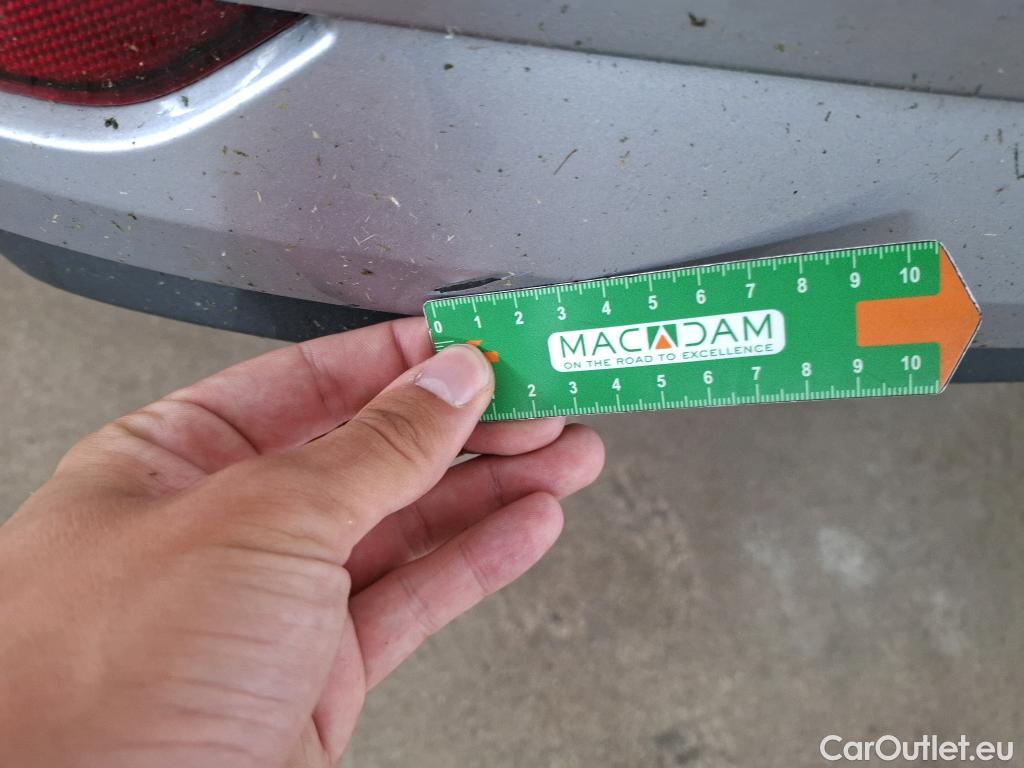 0 1 2 3 4 5 6 7 8 9 10
MACADAM
ON THE ROAD TO EXCELLENCE
2 3 4 5 6 7 8 9 10
CarOutlet.eu